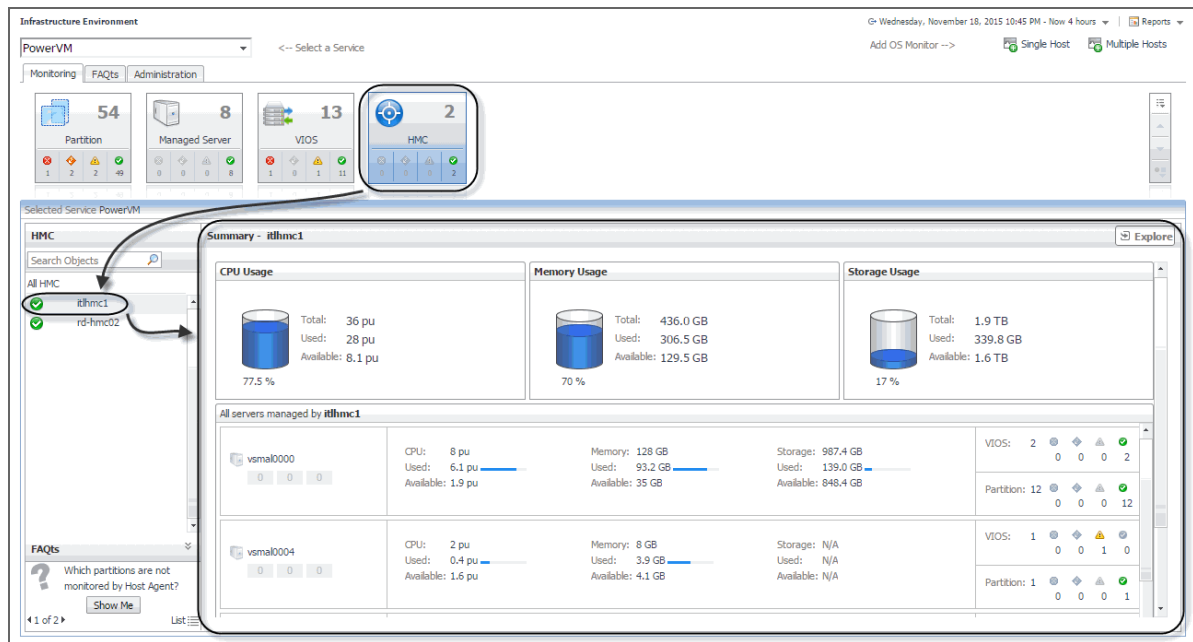 Infrastructure Environment
Wednesday, November 18, 2015 10:45 PM - Now 4 hours
Reports
PowerVM
<-- Select a Service
Add OS Monitor -->
Single Host
Multiple Hosts
Monitoring
FAQts
Administration
54
Partition
1 2 2 49
8
Managed Server
0 0 0 8
13
VIOS
1 0 1 11
2
HMC
0 0 0 2
Selected Service PowerVM
HMC
Search Objects
All HMC
itlhmc1
rd-hmc02
FAQts
Which partitions are not
monitored by Host Agent?
Show Me
1 of 2
List
Summary - itlhmc1
Explore
CPU Usage
Total: 36 pu
Used: 28 pu
Available: 8.1 pu
77.5 %
Memory Usage
Total: 436.0 GB
Used: 306.5 GB
Available: 129.5 GB
70 %
Storage Usage
Total: 1.9 TB
Used: 339.8 GB
Available: 1.6 TB
17 %
All servers managed by itlhmc1
vsmal0000
0 0 0
CPU: 8 pu
Used: 6.1 pu
Available: 1.9 pu
Memory: 128 GB
Used: 93.2 GB
Available: 35 GB
Storage: 987.4 GB
Used: 139.0 GB
Available: 848.4 GB
VIOS: 2
0 0 0 2
Partition: 12
0 0 0 12
vsmal0004
0 0 0
CPU: 2 pu
Used: 0.4 pu
Available: 1.6 pu
Memory: 8 GB
Used: 3.9 GB
Available: 4.1 GB
Storage: N/A
Used: N/A
Available: N/A
VIOS: 1
0 0 1 0
Partition: 1
0 0 0 1